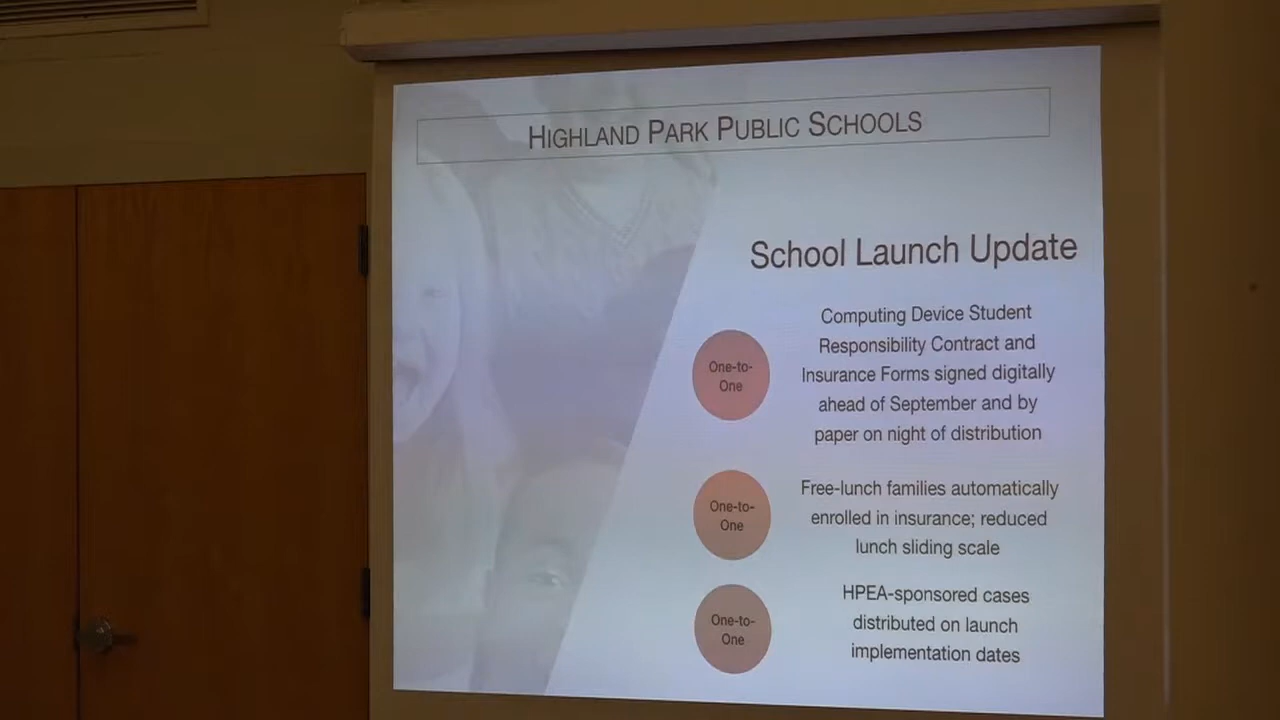 HIGHLAND PARK PUBLIC SCHOOLS
School Launch Update
One-to-
One
Computing Device Student
Responsibility Contract and
Insurance Forms signed digitally
ahead of September and by
paper on night of distribution
One-to-
One
Free-lunch families automatically
enrolled in insurance; reduced
lunch sliding scale
One-to-
One
HPEA-sponsored cases
distributed on launch
implementation dates